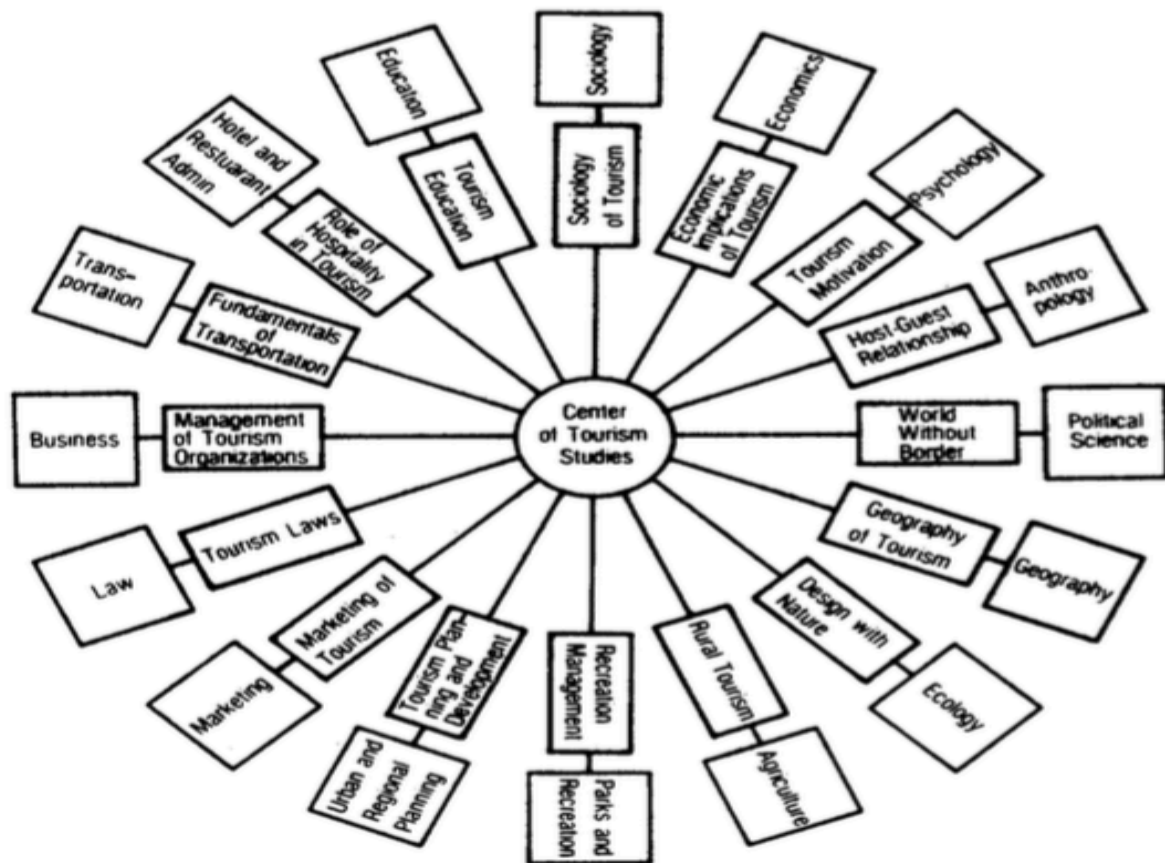 Center
of Tourism
Studies
Sociology
Sociology
of Tourism
Economics
Economic
Implications
of Tourism
Psychology
Tourism
Motivation
Anthro-
pology
Host-Guest
Relationship
Political
Science
World
Without
Border
Geography
Geography
of Tourism
Ecology
Design with
Nature
Agriculture
Rural Tourism
Parks and
Recreation
Recreation
Management
Urban and
Regional
Planning
Tourism Plan-
ning and
Development
Marketing
Marketing of
Tourism
Law
Tourism Laws
Business
Management
of Tourism
Organizations
Trans-
portation
Fundamentals
of
Transportation
Hotel and
Restuarant
Admin
Role of
Hospitality
in Tourism
Education
Tourism
Education